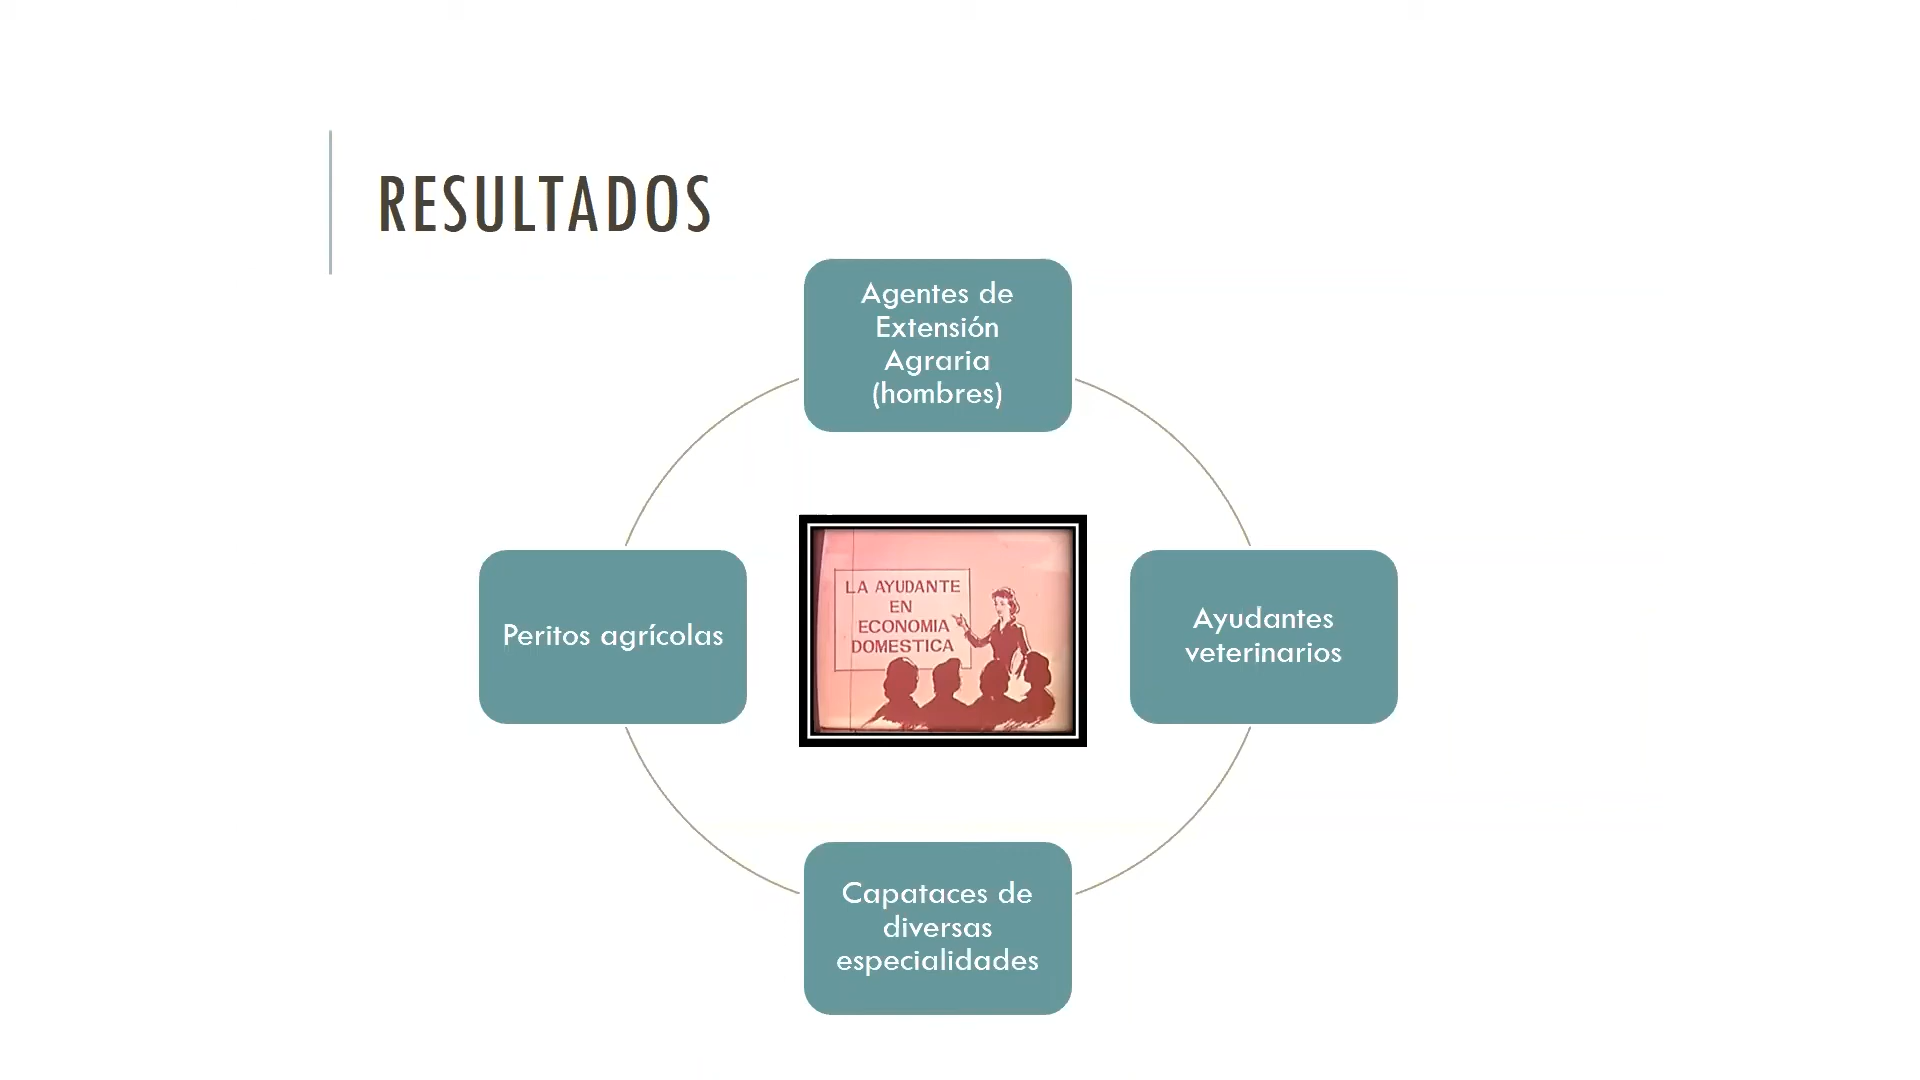 RESULTADOS
Agentes de
Extensión
Agraria
(hombres)
Peritos agrícolas
LA AYUDANTE
EN
ECONOMIA
DOMESTICA
Ayudantes
veterinarios
Capataces de
diversas
especialidades